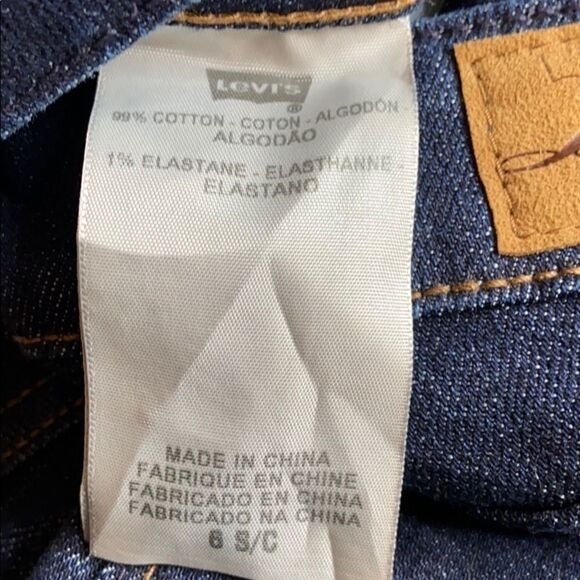 Levi's
®
99% COTTON - COTON - ALGODÓN -
ALGODÃO
1% ELASTANE - ELASTHANNE -
ELASTANO
MADE IN CHINA
FABRIQUE EN CHINE
FABRICADO EN CHINA
FABRICADO NA CHINA
6 S/C